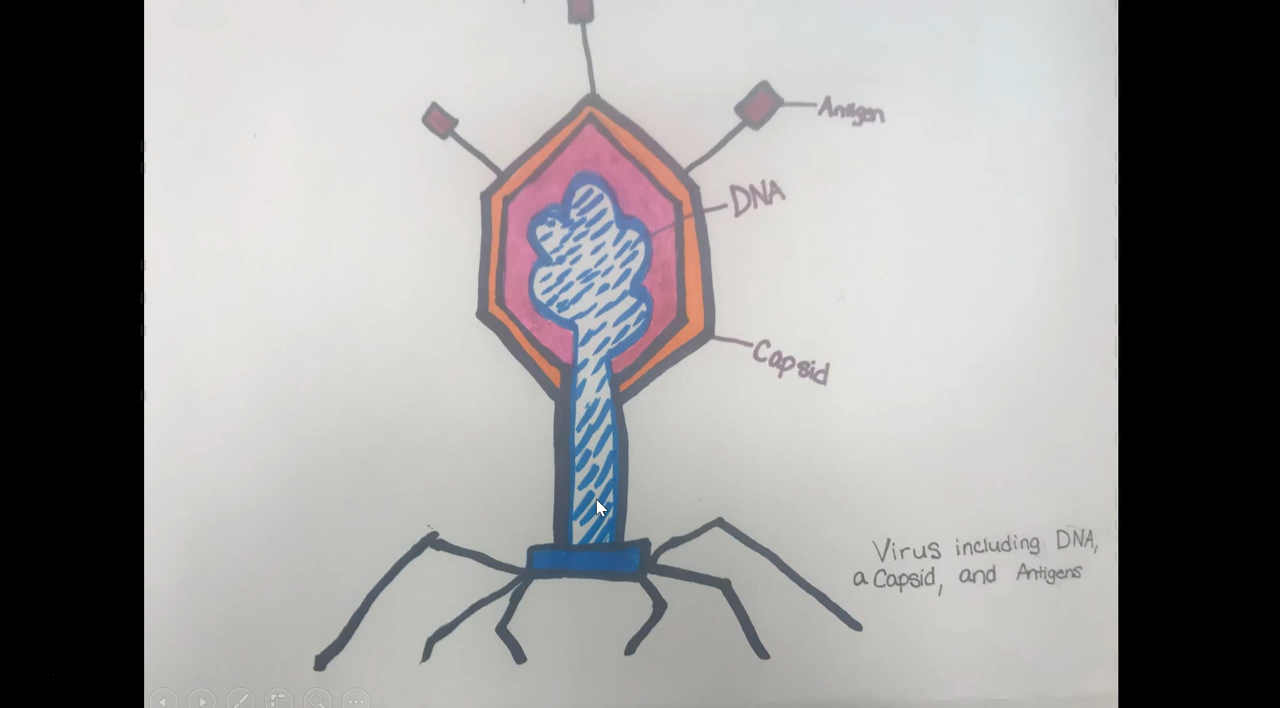 Antigen
DNA
Capsid
Virus including DNA,
a Capsid, and Antigens